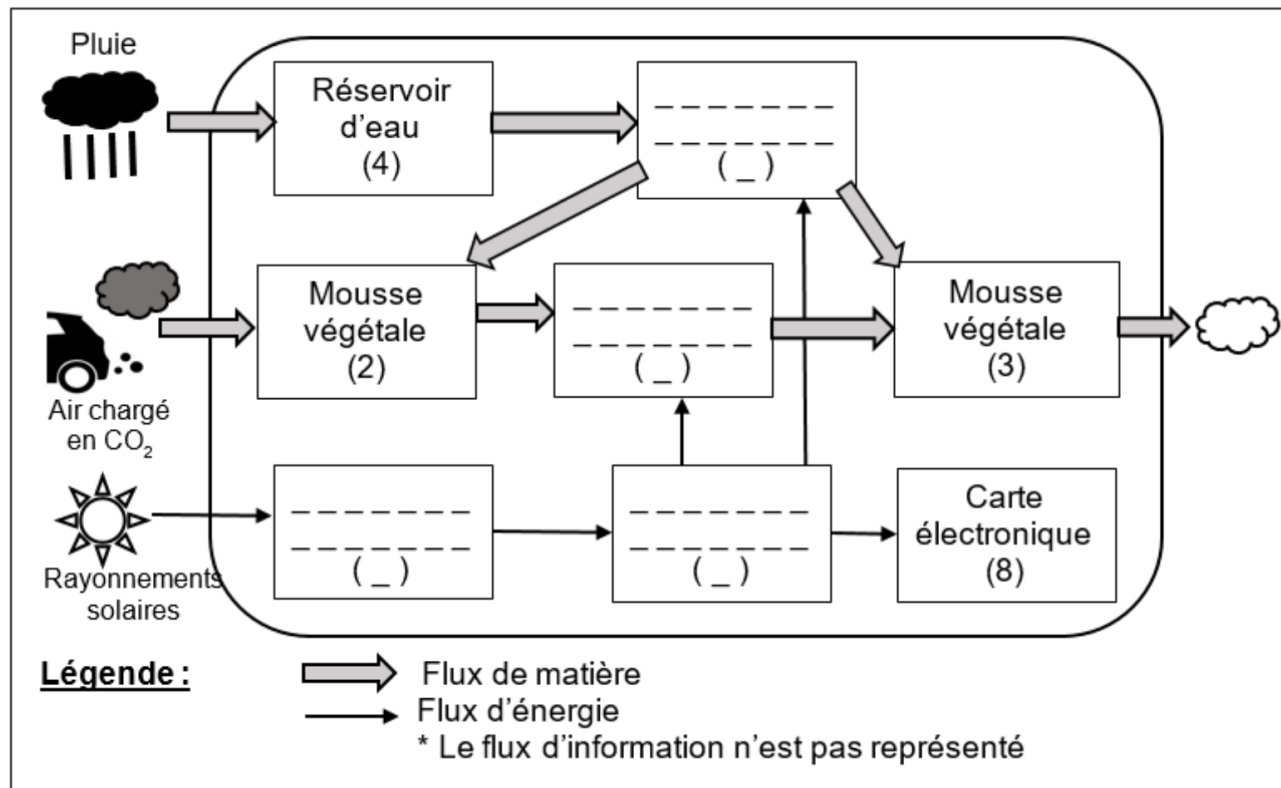 Pluie
Réservoir
d'eau
(4)
_ _ _ _ _ _ _
_ _ _ _ _ _ _
( _ )
Air chargé
en CO₂
Mousse
végétale
(2)
_ _ _ _ _ _ _
_ _ _ _ _ _ _
( _ )
Mousse
végétale
(3)
Rayonnements
solaires
_ _ _ _ _ _ _
_ _ _ _ _ _ _
( _ )
_ _ _ _ _ _ _
_ _ _ _ _ _ _
( _ )
Carte
électronique
(8)
Légende :
Flux de matière
Flux d'énergie
* Le flux d'information n'est pas représenté